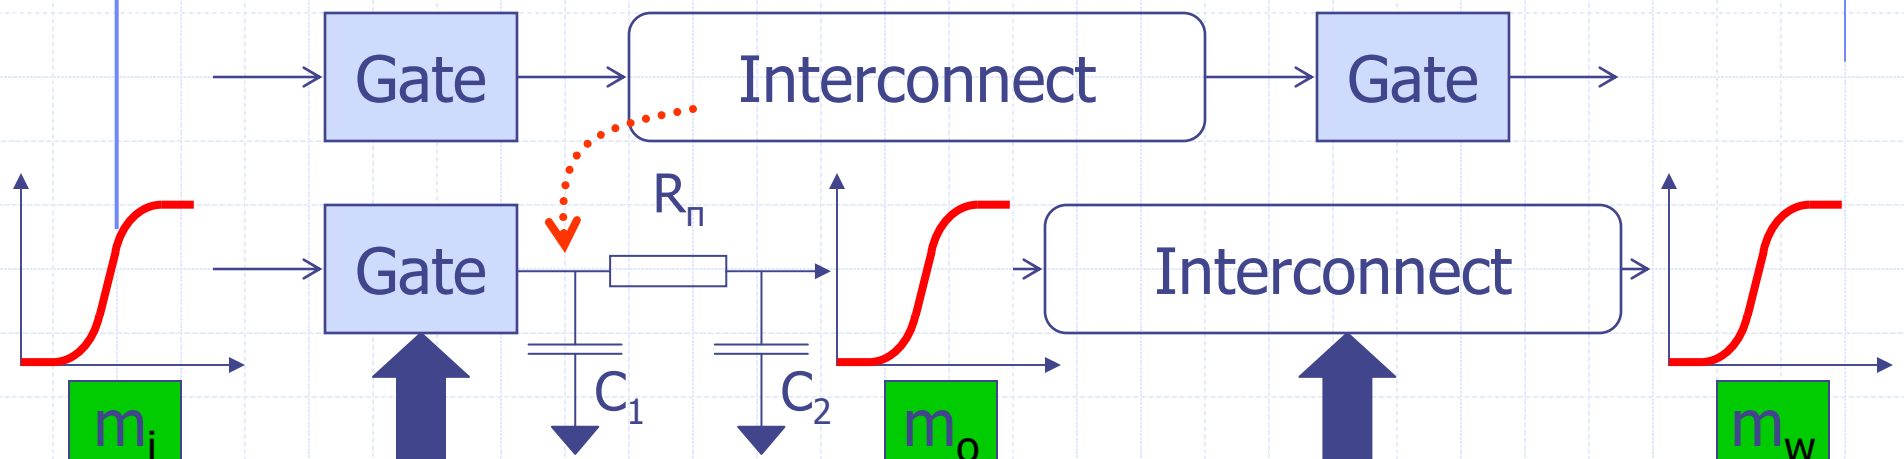 Gate Interconnect Gate
Rπ
Gate Interconnect
C1 C2
mi mo mw